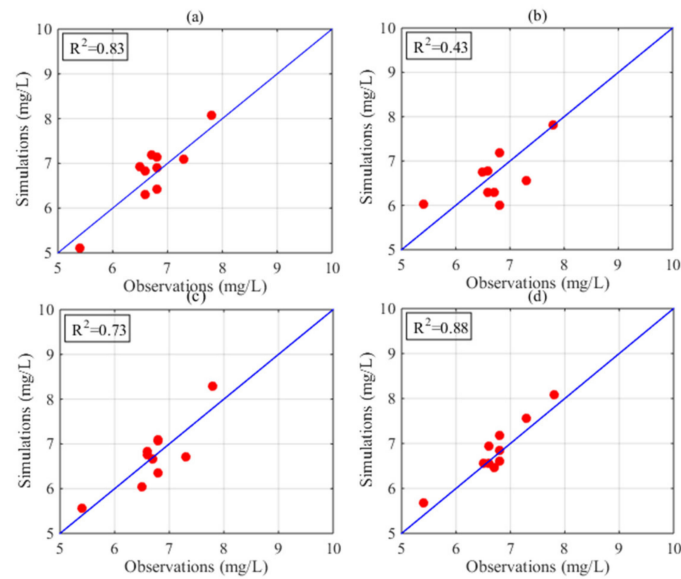 (a)
R²=0.83
10
9
8
7
6
5
Simulations (mg/L)
5 6 7 8 9 10
Observations (mg/L)
(b)
R²=0.43
10
9
8
7
6
5
Simulations (mg/L)
5 6 7 8 9 10
Observations (mg/L)
(c)
R²=0.73
10
9
8
7
6
5
Simulations (mg/L)
5 6 7 8 9 10
Observations (mg/L)
(d)
R²=0.88
10
9
8
7
6
5
Simulations (mg/L)
5 6 7 8 9 10
Observations (mg/L)